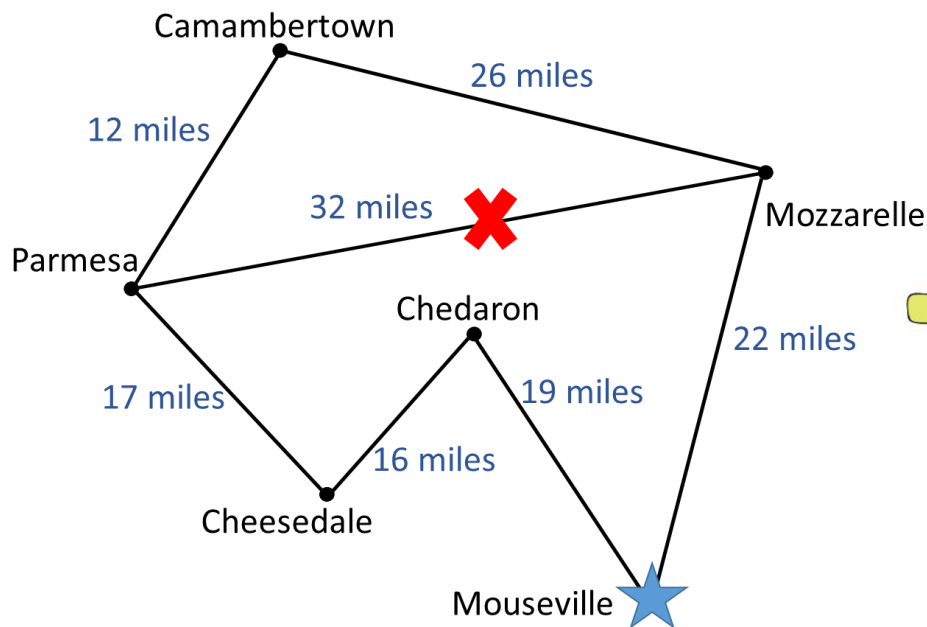 Camambertown
26 miles
12 miles
32 miles
Mozzarelle
Parmesa
Chedaron
22 miles
17 miles
19 miles
16 miles
Cheesedale
Mouseville